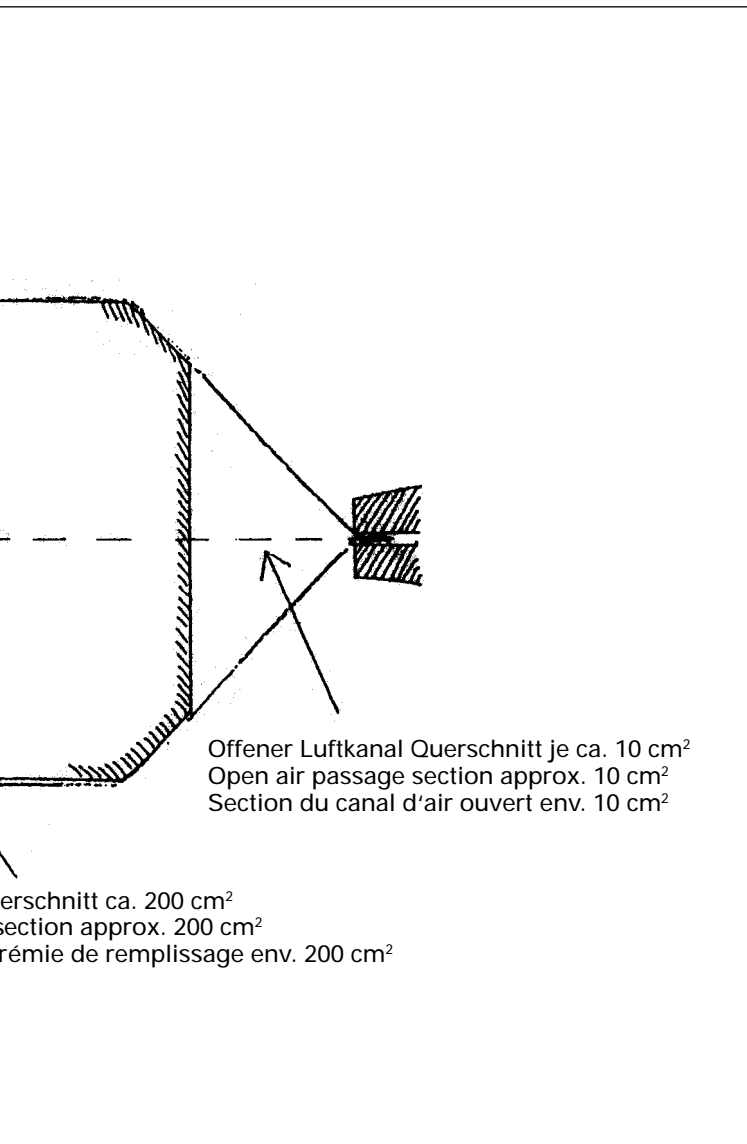 Offener Luftkanal Querschnitt je ca. 10 cm²
Open air passage section approx. 10 cm²
Section du canal d‘air ouvert env. 10 cm²
erschnitt ca. 200 cm²
section approx. 200 cm²
rémie de remplissage env. 200 cm²